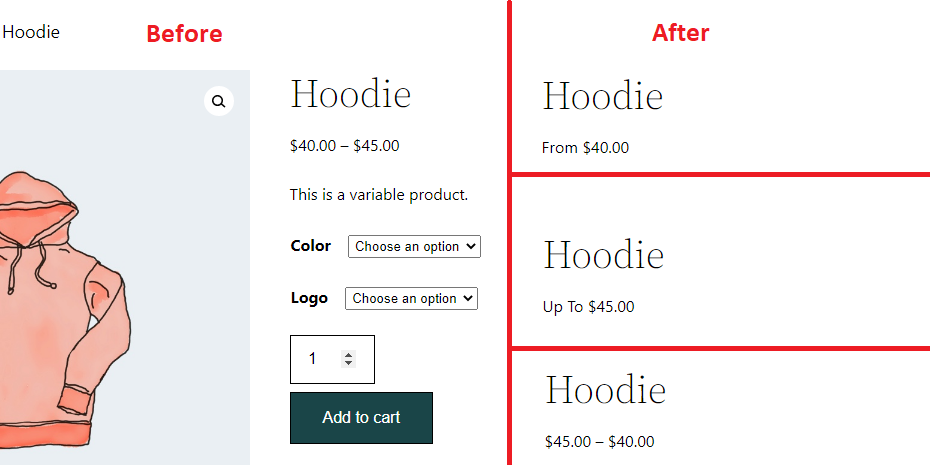 Hoodie
Before
Hoodie
$40.00 – $45.00
This is a variable product.
Color Choose an option
Logo Choose an option
1
Add to cart
After
Hoodie
From $40.00
Hoodie
Up To $45.00
Hoodie
$45.00 – $40.00